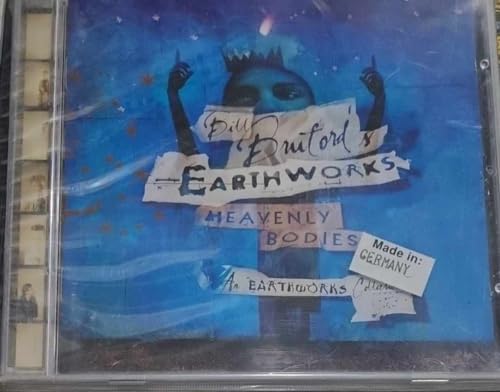 Bill Bruford's
EARTHWORKS
HEAVENLY
BODIES
Made in:
GERMANY
An EARTHWORKS